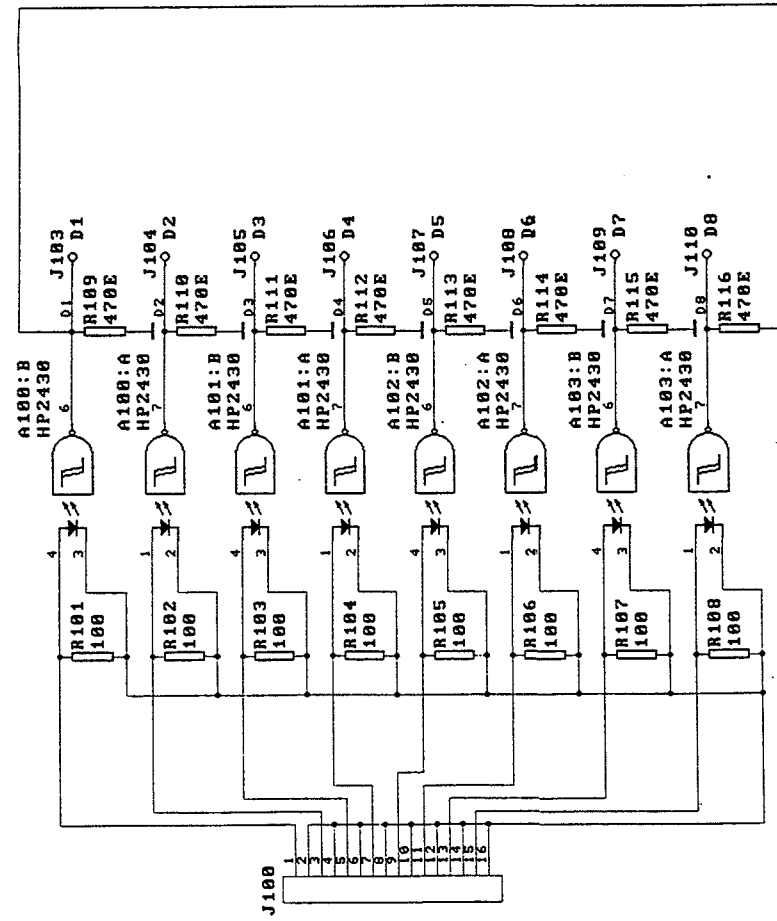 A100:B
HP2430
A100:A
HP2430
A101:B
HP2430
A101:A
HP2430
A102:B
HP2430
A102:A
HP2430
A103:B
HP2430
A103:A
HP2430
J103
D1
J104
D2
J105
D3
J106
D4
J107
D5
J108
D6
J109
D7
J110
D8
D1
D2
D3
D4
D5
D6
D7
D8
R109
470E
R110
470E
R111
470E
R112
470E
R113
470E
R114
470E
R115
470E
R116
470E
6
7
6
7
6
7
6
7
4
3
1
2
4
3
1
2
4
3
1
2
4
3
1
2
R101
100
R102
100
R103
100
R104
100
R105
100
R106
100
R107
100
R108
100
J100
1
2
3
4
5
6
7
8
9
10
11
12
13
14
15
16